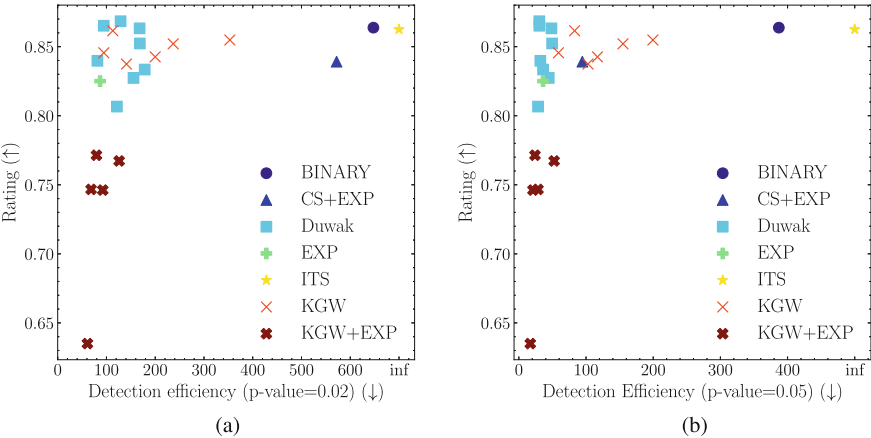 0.85
0.80
0.75
0.70
0.65
Rating (↑)
BINARY
CS+EXP
Duwak
EXP
ITS
KGW
KGW+EXP
0 100 200 300 400 500 600 inf
Detection efficiency (p-value=0.02) (↓)
(a)
0.85
0.80
0.75
0.70
0.65
Rating (↑)
BINARY
CS+EXP
Duwak
EXP
ITS
KGW
KGW+EXP
0 100 200 300 400 inf
Detection Efficiency (p-value=0.05) (↓)
(b)